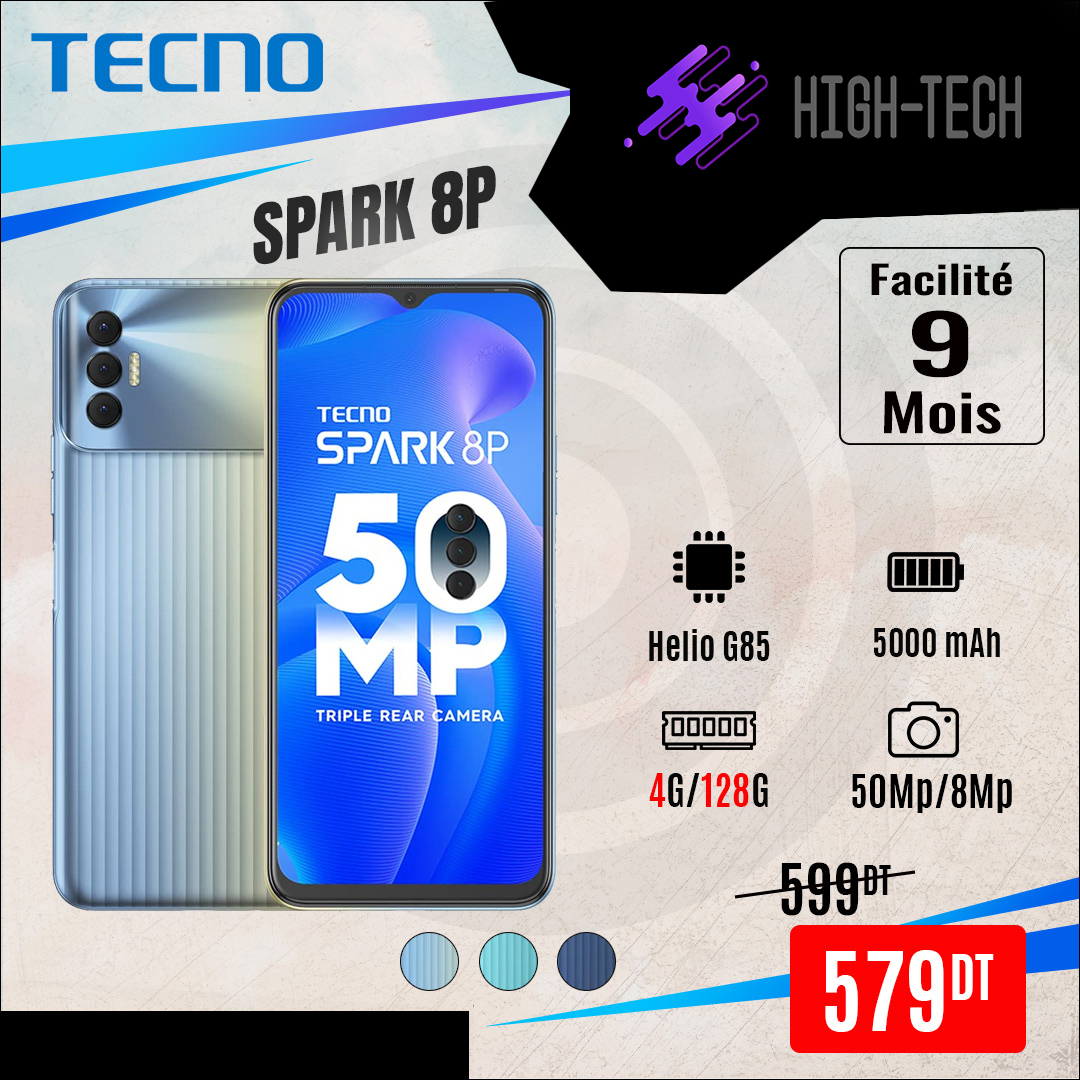 TECNO
HIGH-TECH
SPARK 8P
Facilité
9
Mois
TECNO
SPARK 8P
50
MP
TRIPLE REAR CAMERA
Helio G85
5000 mAh
4G/128G
50Mp/8Mp
599DT
579DT